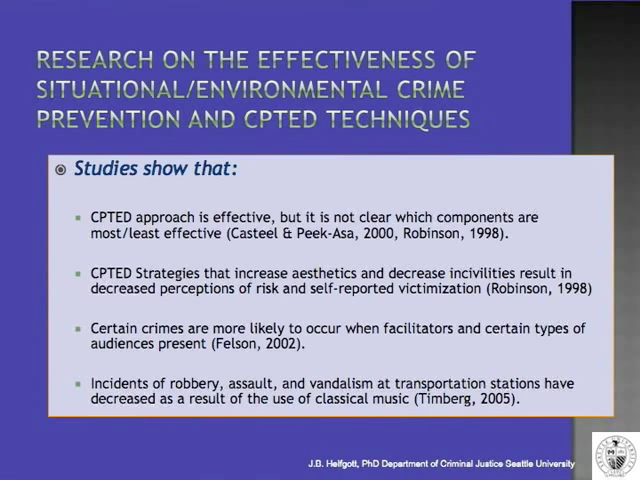 RESEARCH ON THE EFFECTIVENESS OF
SITUATIONAL/ENVIRONMENTAL CRIME
PREVENTION AND CPTED TECHNIQUES
Studies show that:
CPTED approach is effective, but it is not clear which components are
most/least effective (Casteel & Peek-Asa, 2000, Robinson, 1998).
CPTED Strategies that increase aesthetics and decrease incivilities result in
decreased perceptions of risk and self-reported victimization (Robinson, 1998)
Certain crimes are more likely to occur when facilitators and certain types of
audiences present (Felson, 2002).
Incidents of robbery, assault, and vandalism at transportation stations have
decreased as a result of the use of classical music (Timberg, 2005).
J.B. Helfgott, PhD Department of Criminal Justice Seattle University